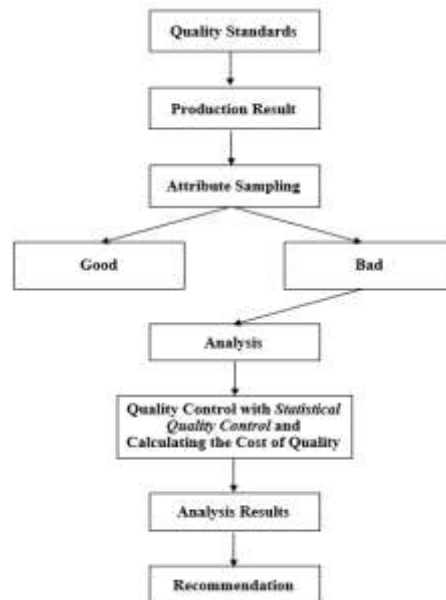 Quality Standards
Production Result
Attribute Sampling
Good
Bad
Analysis
Quality Control with Statistical
Quality Control and
Calculating the Cost of Quality
Analysis Results
Recommendation